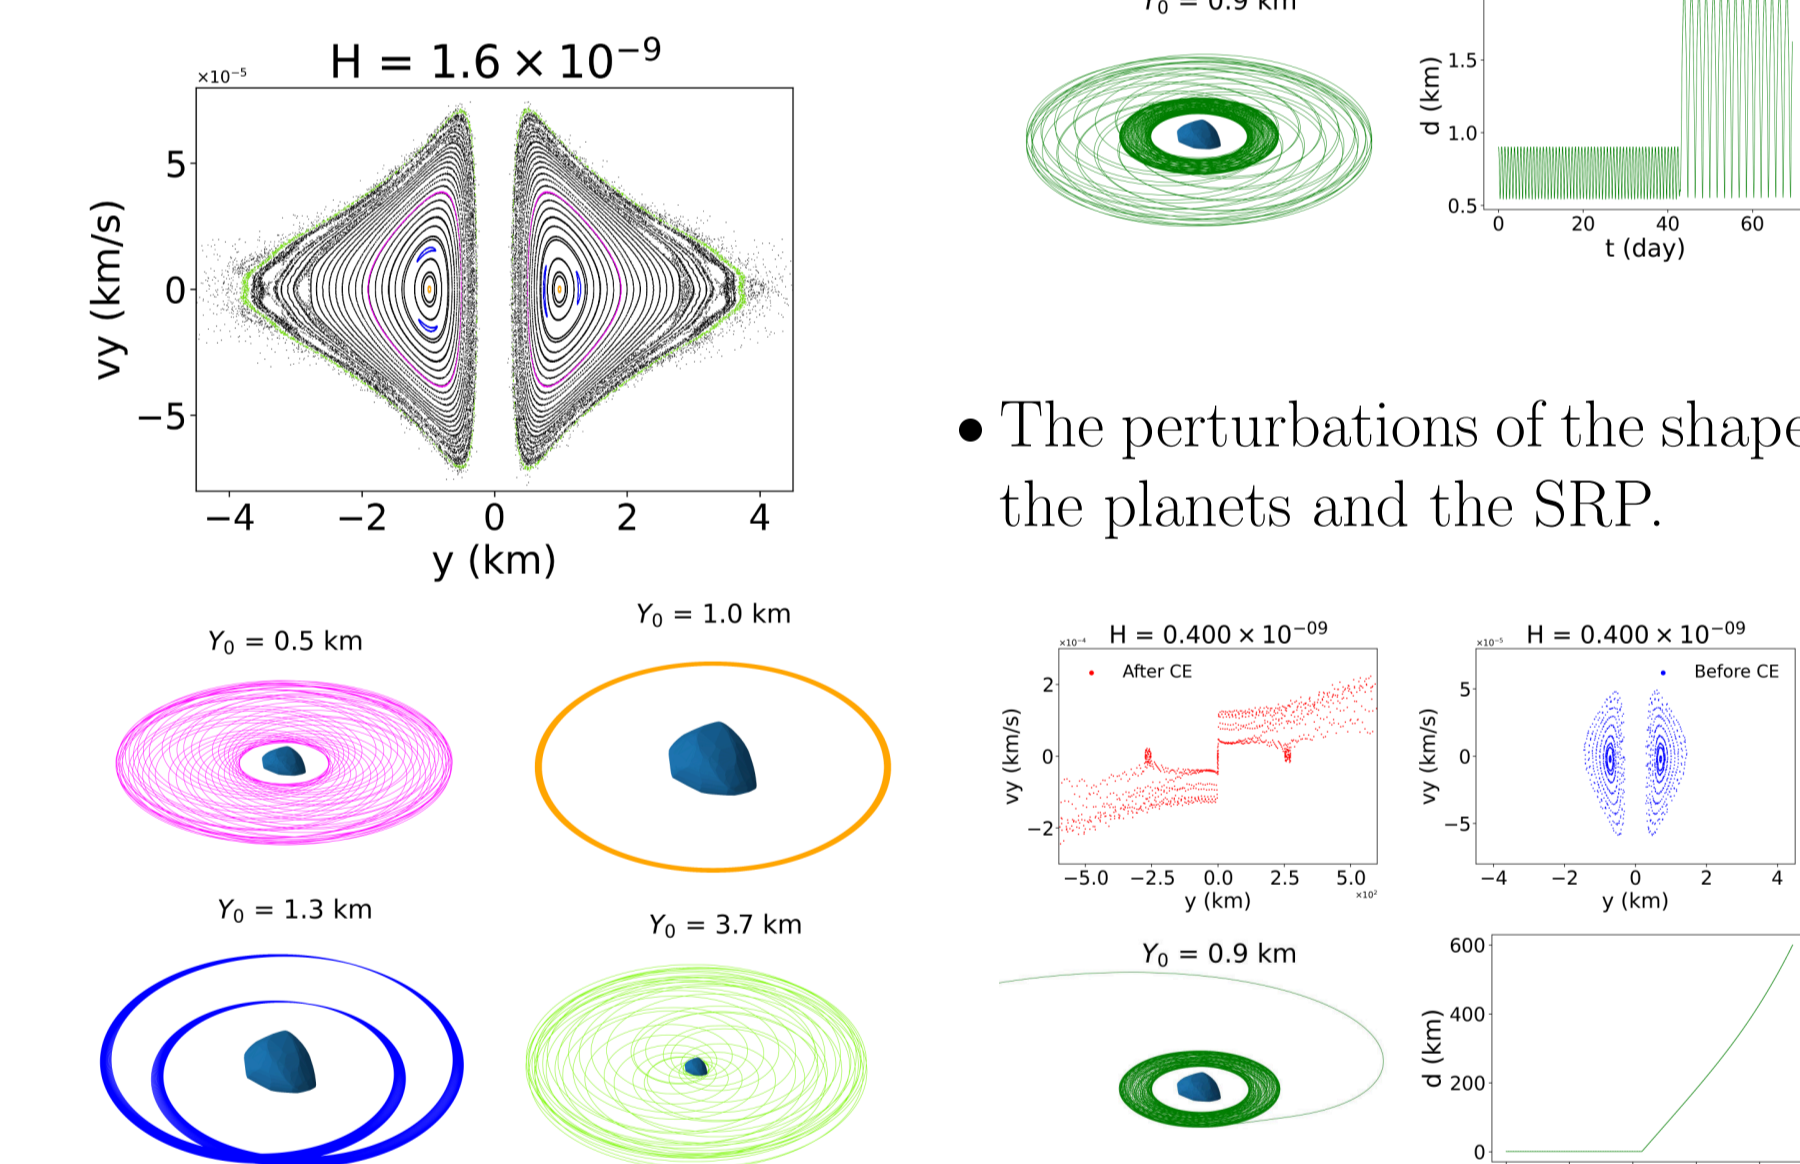 H = 1.6 × 10⁻⁹
×10⁻⁵
5
0
−5
vy (km/s)
−4 −2 0 2 4
y (km)
Y₀ = 0.5 km
Y₀ = 1.0 km
Y₀ = 1.3 km
Y₀ = 3.7 km
Y₀ = 0.9 km
1.5
1.0
0.5
d (km)
0 20 40 60
t (day)
• The perturbations of the shape
the planets and the SRP.
H = 0.400 × 10⁻⁰⁹
×10⁻⁴
After CE
2
0
−2
vy (km/s)
−5.0 −2.5 0.0 2.5 5.0
×10²
y (km)
H = 0.400 × 10⁻⁰⁹
×10⁻⁵
Before CE
5
0
−5
vy (km/s)
−4 −2 0 2 4
y (km)
Y₀ = 0.9 km
600
400
200
0
d (km)